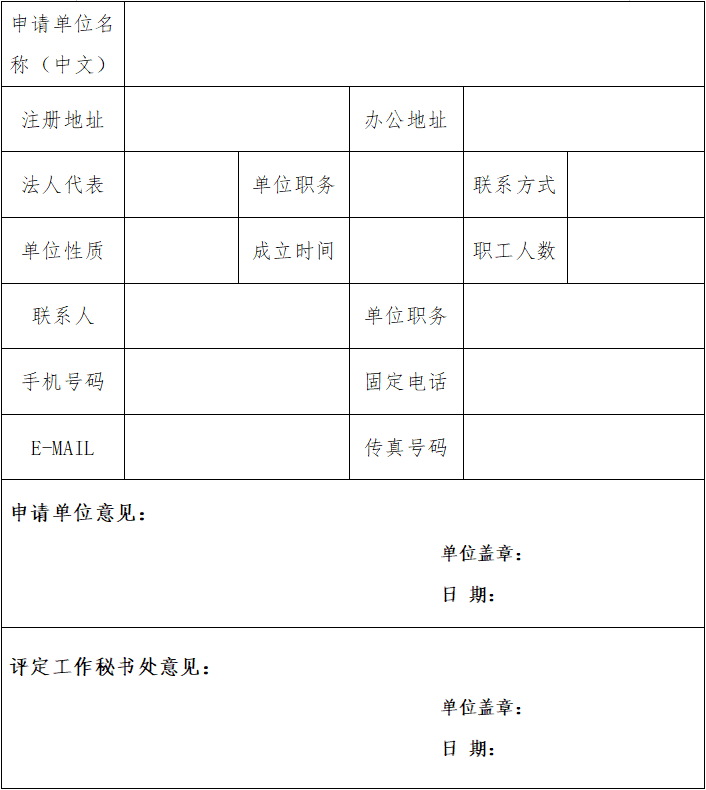 申请单位名
称（中文）
注册地址 办公地址
法人代表 单位职务 联系方式
单位性质 成立时间 职工人数
联系人 单位职务
手机号码 固定电话
E-MAIL 传真号码
申请单位意见：
单位盖章：
日 期：
评定工作秘书处意见：
单位盖章：
日 期：